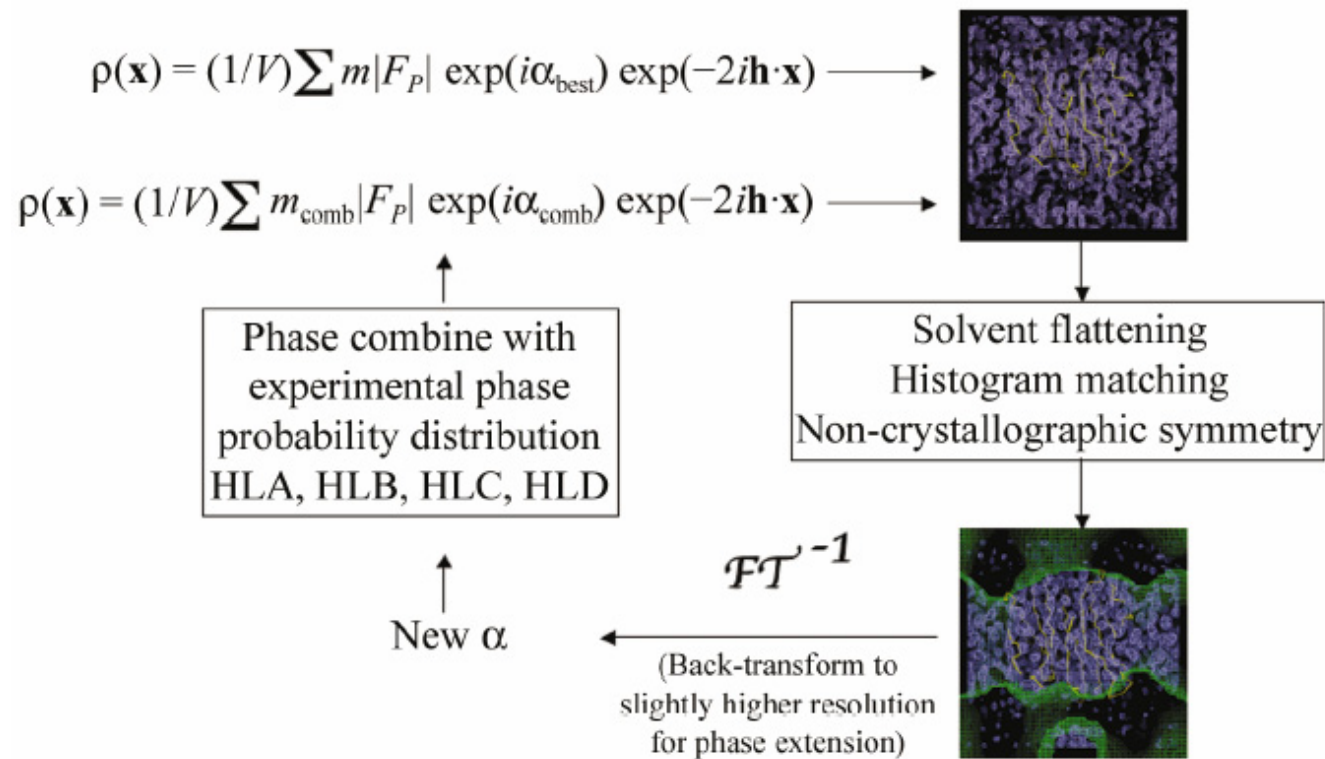 ρ(x) = (1/V)∑ m|F_P| exp(iα_best) exp(−2ih·x)
ρ(x) = (1/V)∑ m_comb|F_P| exp(iα_comb) exp(−2ih·x)
Solvent flattening
Histogram matching
Non-crystallographic symmetry
FT⁻¹
(Back-transform to
slightly higher resolution
for phase extension)
New α
Phase combine with
experimental phase
probability distribution
HLA, HLB, HLC, HLD